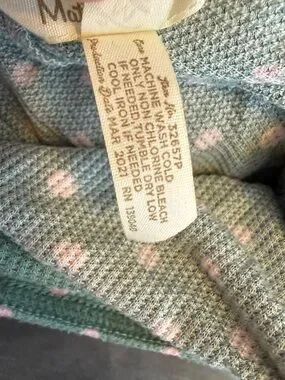 Mat
Item No. 32657P
Care MACHINE WASH COLD
ONLY NON CHLORINE BLEACH
IF NEEDED, TUMBLE DRY LOW
COOL IRON, IF NEEDED
Production Date MAR 2021 RN 135040